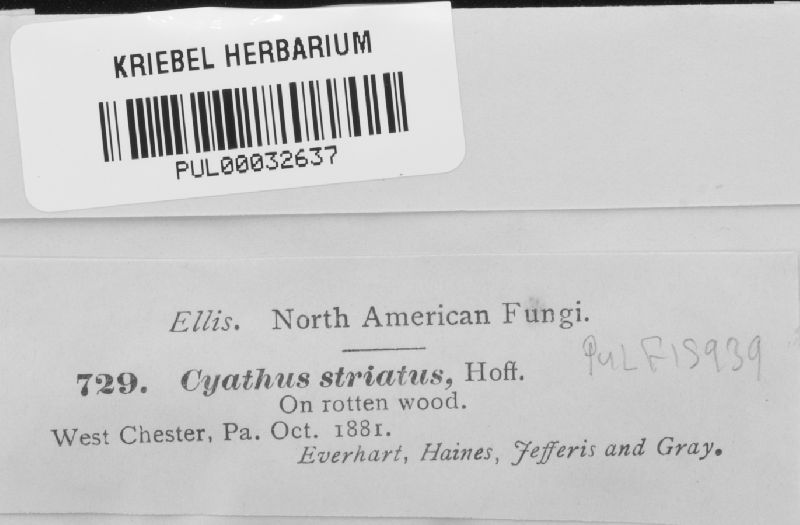 KRIEBEL HERBARIUM
PUL00032637
Ellis. North American Fungi.
729. Cyathus striatus, Hoff.
PUL F15939
On rotten wood.
West Chester, Pa. Oct. 1881.
Everhart, Haines, Jefferis and Gray.